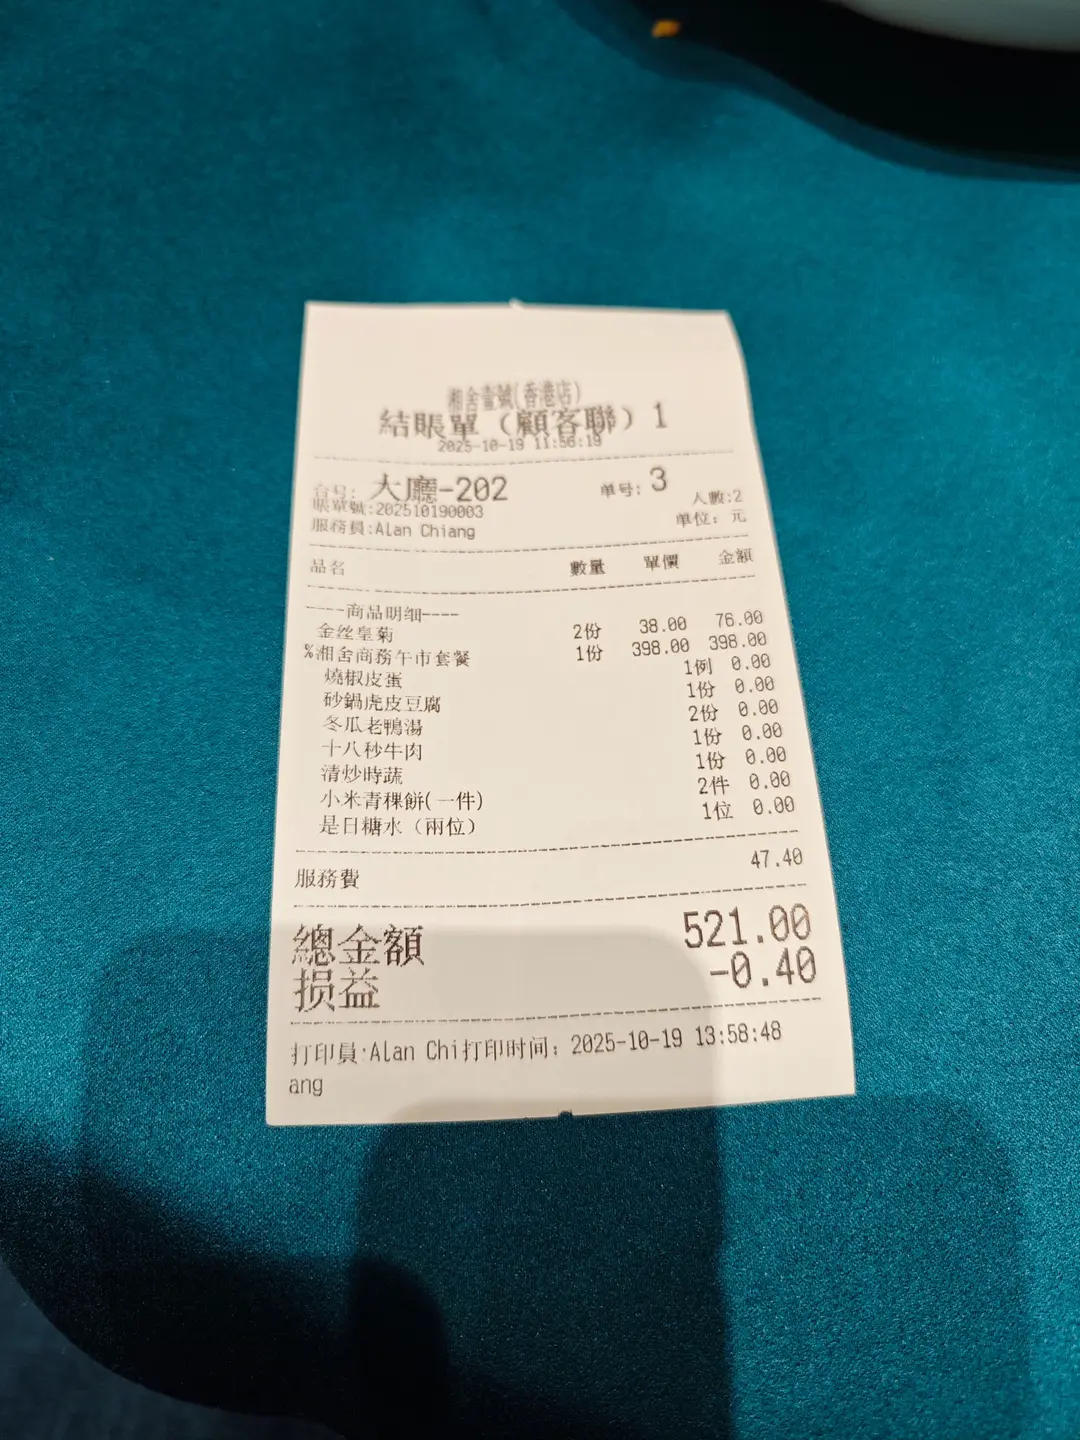 湘舍壹號(香港店)
結賬單（顧客聯）1
2025-10-19 11:56:19
台号: 大廳-202 单号: 3
賬單號:202510190003 人數:2
服務員:Alan Chiang 单位: 元
品名 數量 單價 金額
----商品明细----
金丝皇菊 2份 38.00 76.00
%湘舍商務午市套餐 1份 398.00 398.00
燒椒皮蛋 1例 0.00
砂鍋虎皮豆腐 1份 0.00
冬瓜老鴨湯 2份 0.00
十八秒牛肉 1份 0.00
清炒時蔬 1份 0.00
小米青稞餅(一件) 2件 0.00
是日糖水（兩位） 1位 0.00
服務費 47.40
總金額 521.00
损益 -0.40
打印員:Alan Chi打印时间: 2025-10-19 13:58:48
ang